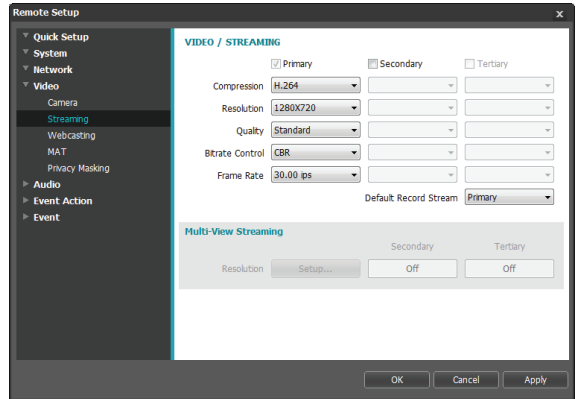 Remote Setup x
Quick Setup
System
Network
Video
Camera
Streaming
Webcasting
MAT
Privacy Masking
Audio
Event Action
Event
VIDEO / STREAMING
Primary Secondary Tertiary
Compression H.264
Resolution 1280X720
Quality Standard
Bitrate Control CBR
Frame Rate 30.00 ips
Default Record Stream Primary
Multi-View Streaming
Secondary Tertiary
Resolution Setup... Off Off
OK Cancel Apply